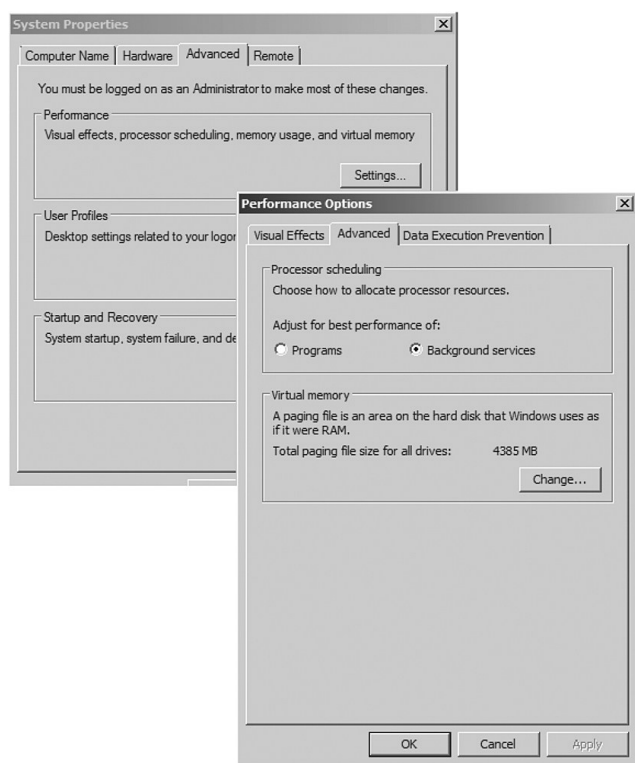 System Properties
Computer Name Hardware Advanced Remote
You must be logged on as an Administrator to make most of these changes.
Performance
Visual effects, processor scheduling, memory usage, and virtual memory
Settings...
User Profiles
Desktop settings related to your logon
Startup and Recovery
System startup, system failure, and de
Performance Options
Visual Effects Advanced Data Execution Prevention
Processor scheduling
Choose how to allocate processor resources.
Adjust for best performance of:
Programs Background services
Virtual memory
A paging file is an area on the hard disk that Windows uses as
if it were RAM.
Total paging file size for all drives: 4385 MB
Change...
OK Cancel Apply